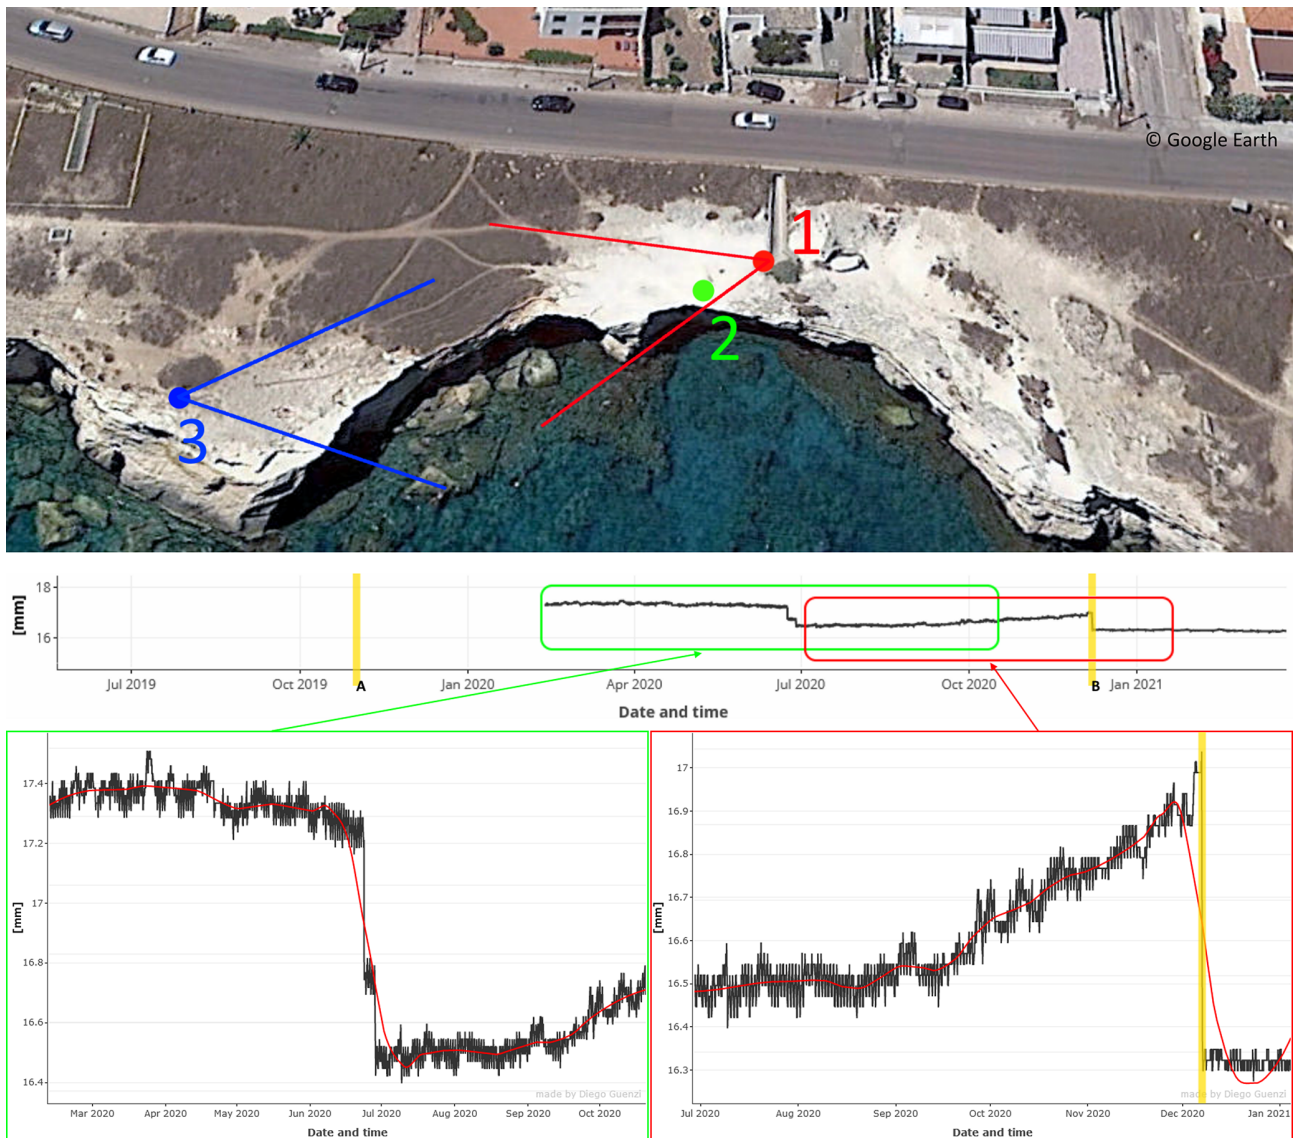 © Google Earth
1
2
3
18
16
[mm]
Jul 2019
Oct 2019
A
Jan 2020
Apr 2020
Jul 2020
Oct 2020
B
Jan 2021
Date and time
17.4
17.2
17
16.8
16.6
16.4
[mm]
made by Diego Guenzi
Mar 2020
Apr 2020
May 2020
Jun 2020
Jul 2020
Aug 2020
Sep 2020
Oct 2020
Date and time
17
16.9
16.8
16.7
16.6
16.5
16.4
16.3
[mm]
made by Diego Guenzi
Jul 2020
Aug 2020
Sep 2020
Oct 2020
Nov 2020
Dec 2020
Jan 2021
Date and time